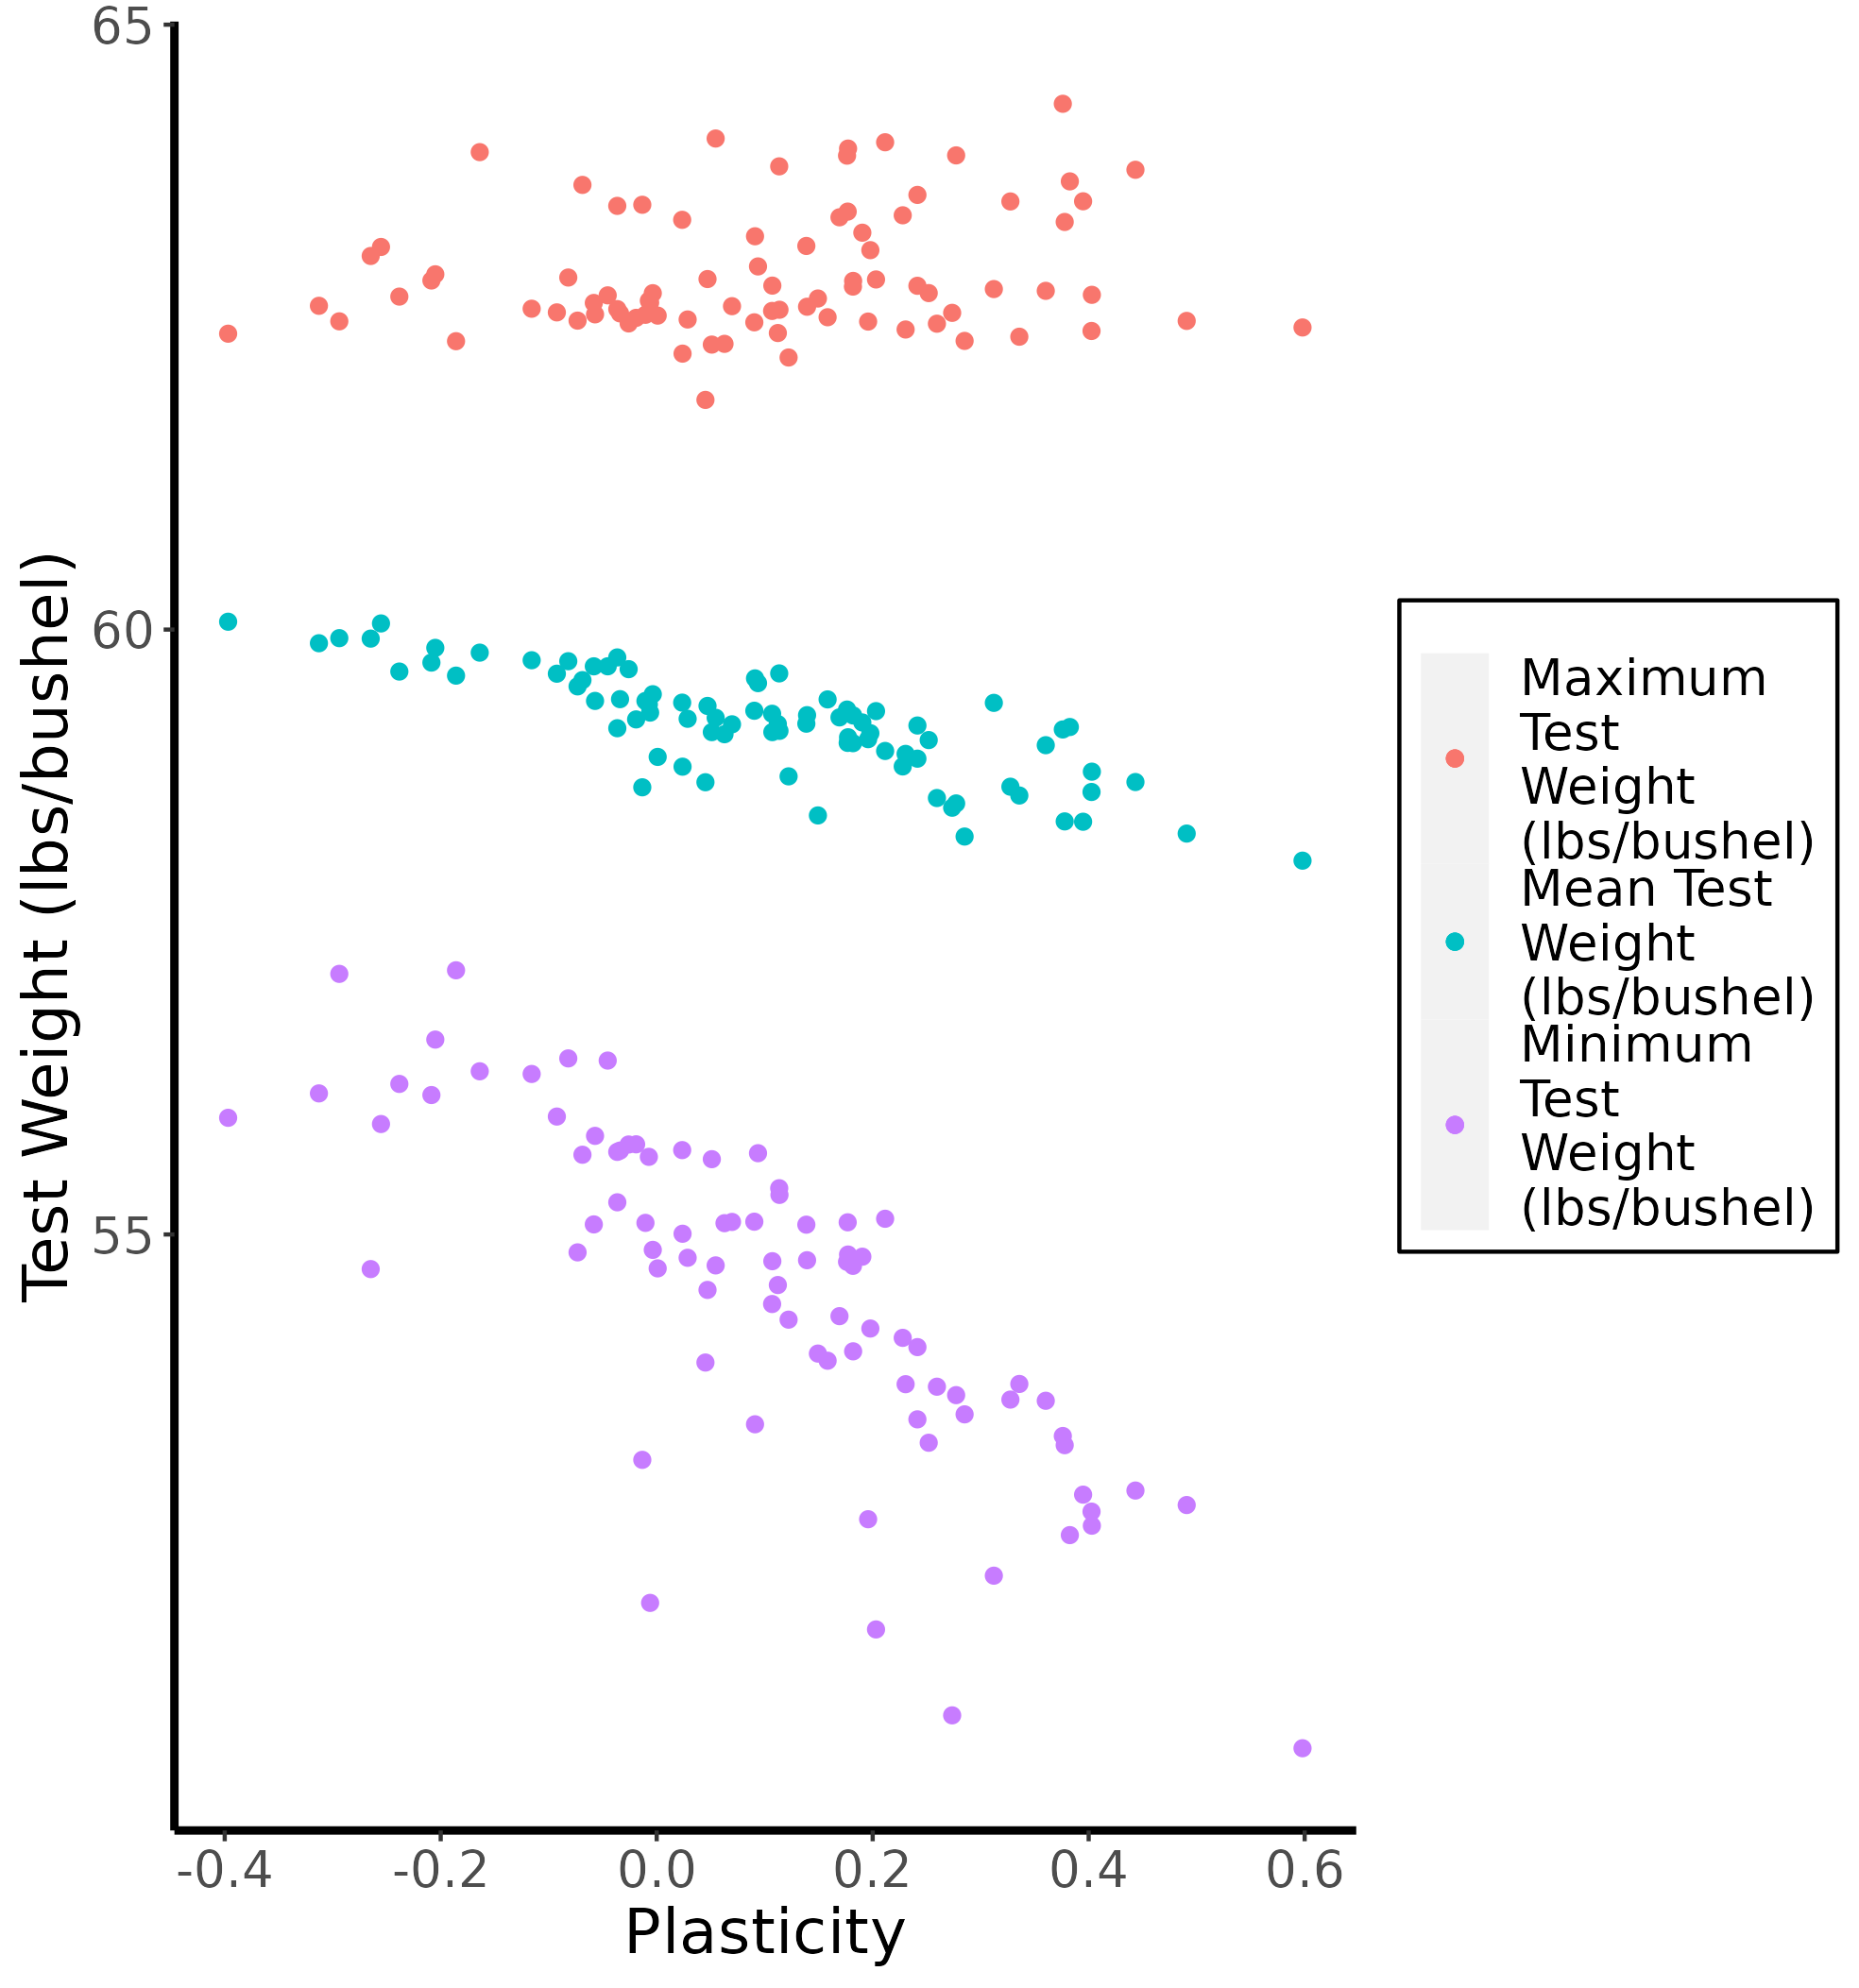 65
60
55
Test Weight (lbs/bushel)
-0.4 -0.2 0.0 0.2 0.4 0.6
Plasticity
Maximum
Test
Weight
(lbs/bushel)
Mean Test
Weight
(lbs/bushel)
Minimum
Test
Weight
(lbs/bushel)